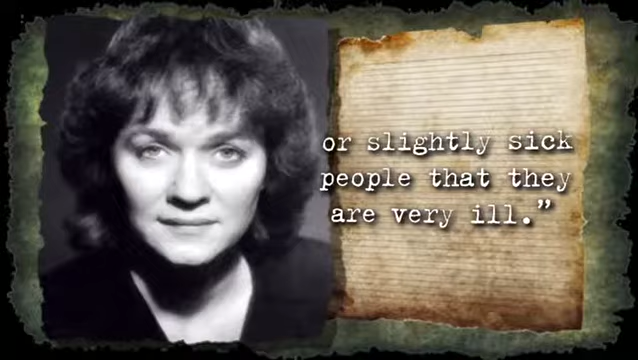 or slightly sick
people that they
are very ill.”